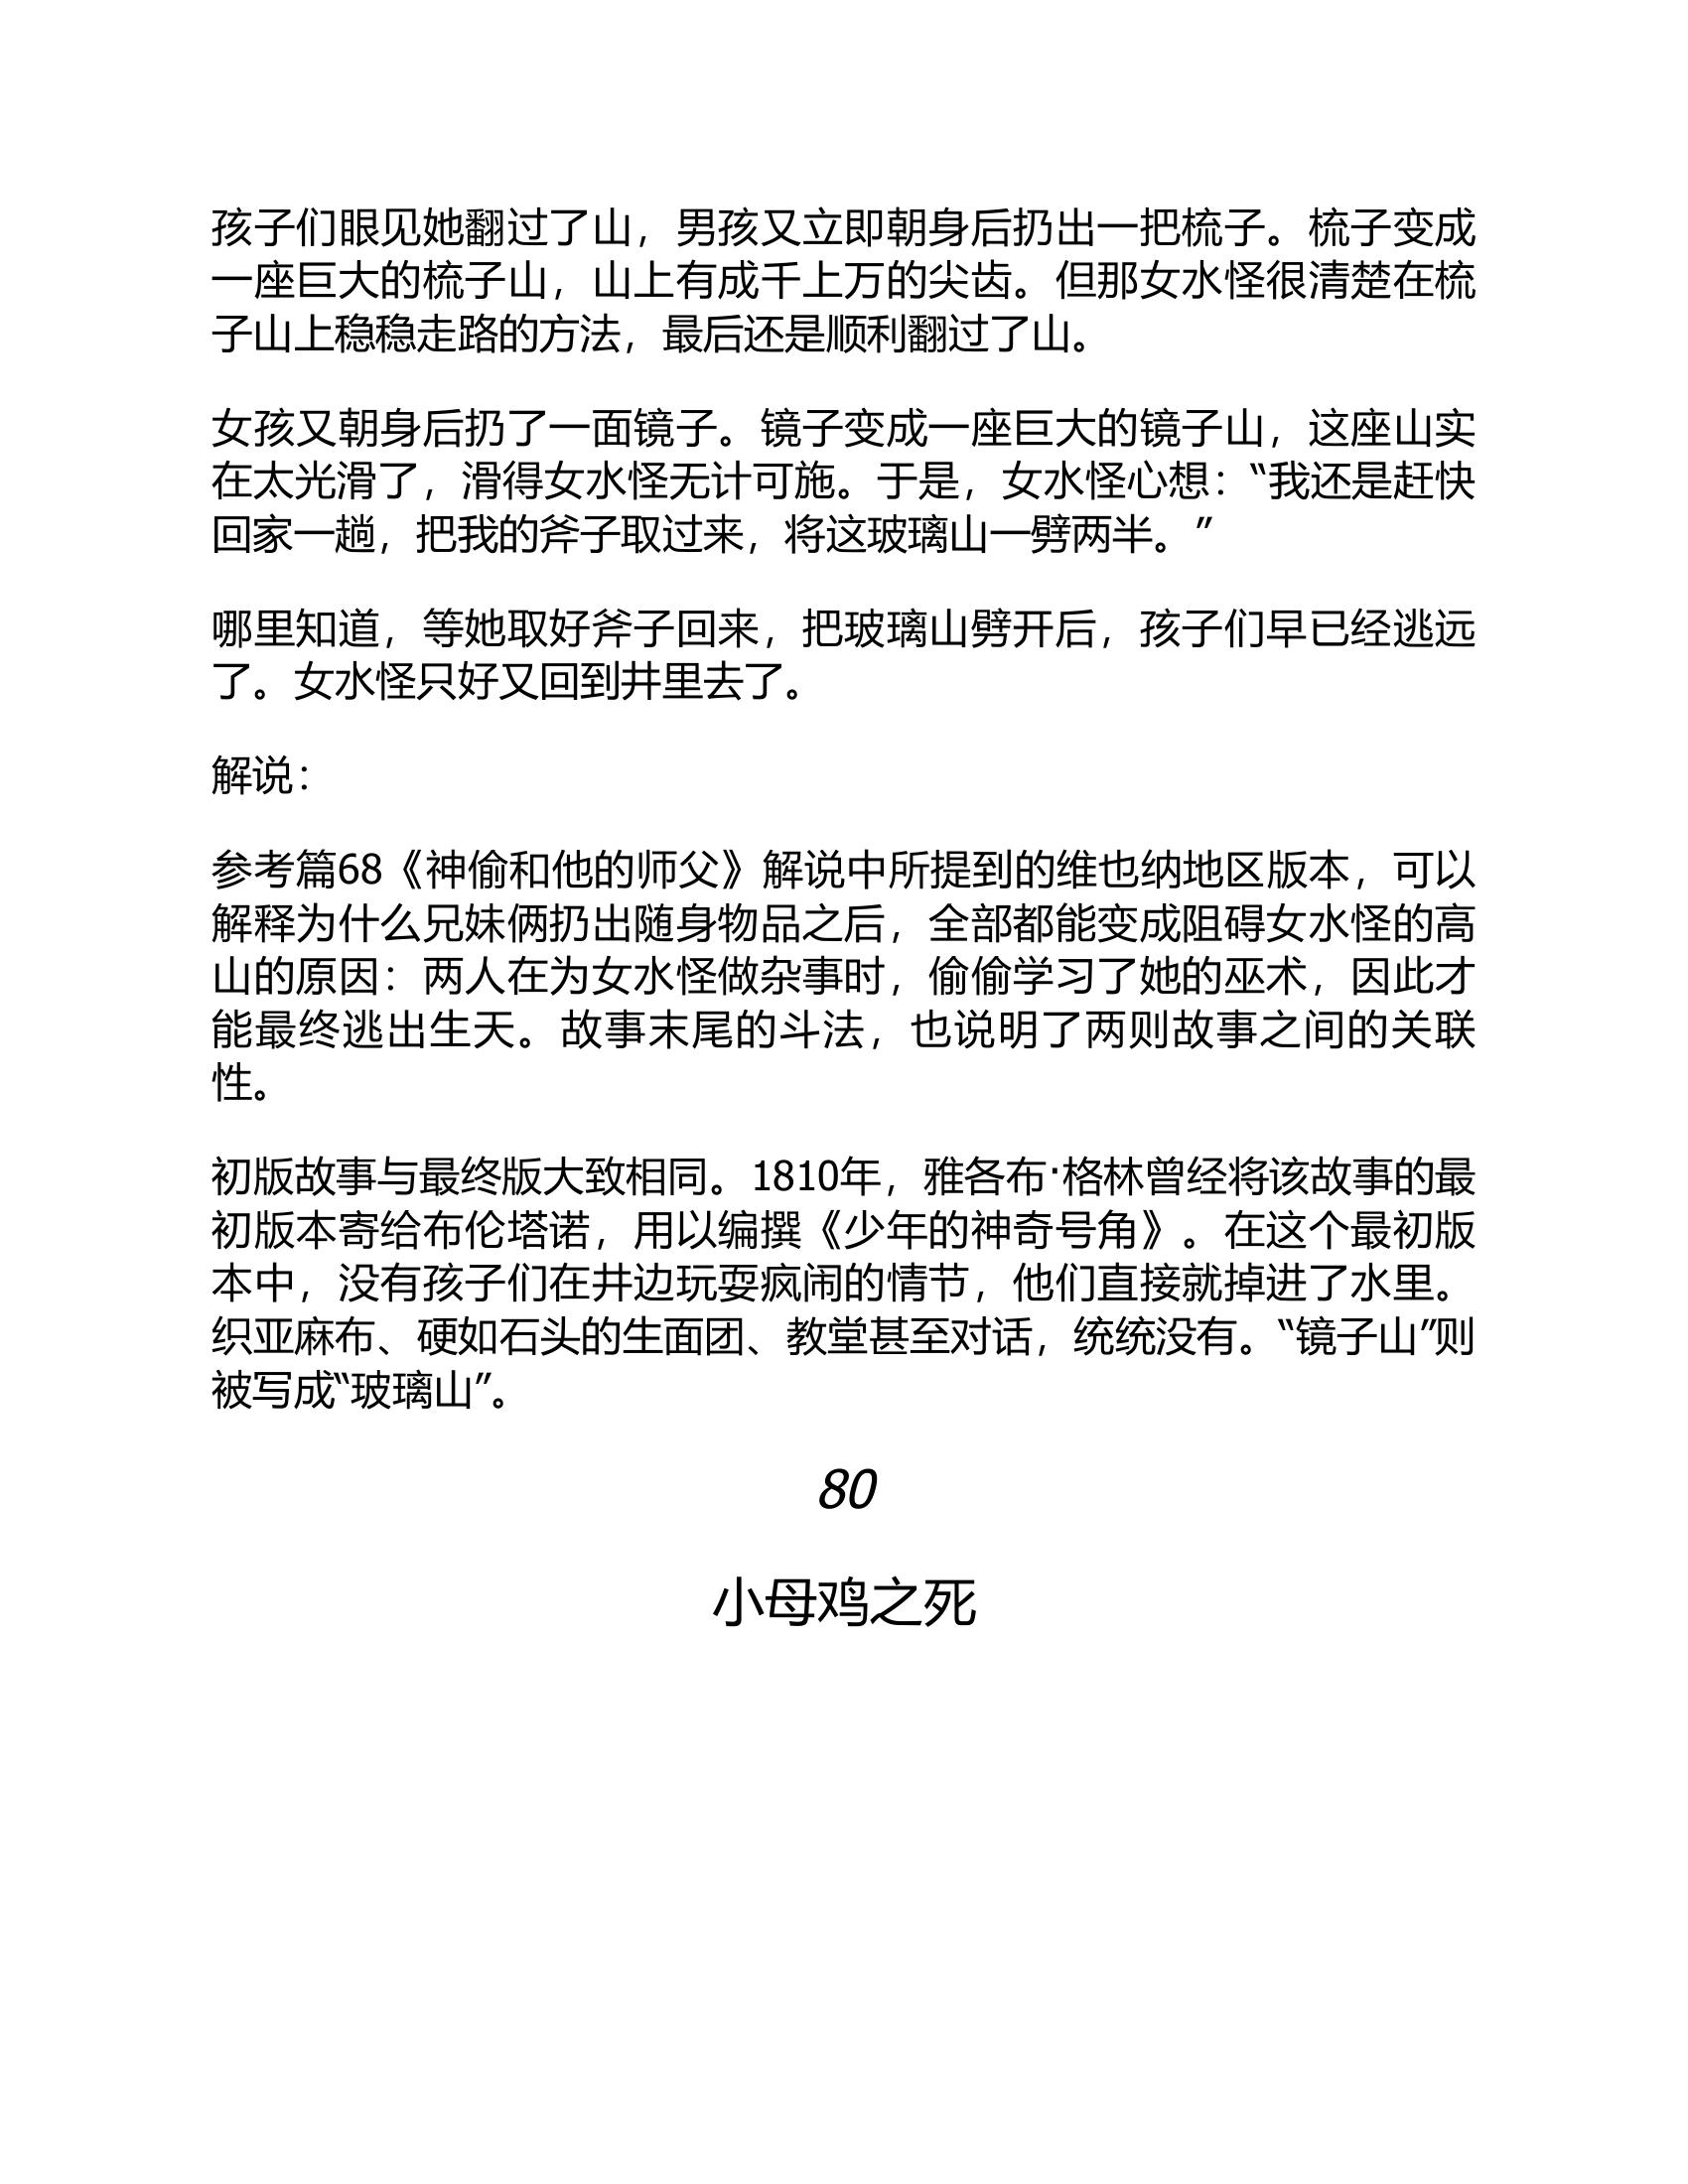 孩子们眼见她翻过了山，男孩又立即朝身后扔出一把梳子。梳子变成
一座巨大的梳子山，山上有成千上万的尖齿。但那女水怪很清楚在梳
子山上稳稳走路的方法，最后还是顺利翻过了山。
女孩又朝身后扔了一面镜子。镜子变成一座巨大的镜子山，这座山实
在太光滑了，滑得女水怪无计可施。于是，女水怪心想：“我还是赶快
回家一趟，把我的斧子取过来，将这玻璃山一劈两半。”
哪里知道，等她取好斧子回来，把玻璃山劈开后，孩子们早已经逃远
了。女水怪只好又回到井里去了。
解说：
参考篇68《神偷和他的师父》解说中所提到的维也纳地区版本，可以
解释为什么兄妹俩扔出随身物品之后，全部都能变成阻碍女水怪的高
山的原因：两人在为女水怪做杂事时，偷偷学习了她的巫术，因此才
能最终逃出生天。故事末尾的斗法，也说明了两则故事之间的关联
性。
初版故事与最终版大致相同。1810年，雅各布·格林曾经将该故事的最
初版本寄给布伦塔诺，用以编撰《少年的神奇号角》。在这个最初版
本中，没有孩子们在井边玩耍疯闹的情节，他们直接就掉进了水里。
织亚麻布、硬如石头的生面团、教堂甚至对话，统统没有。“镜子山”则
被写成“玻璃山”。
80
小母鸡之死